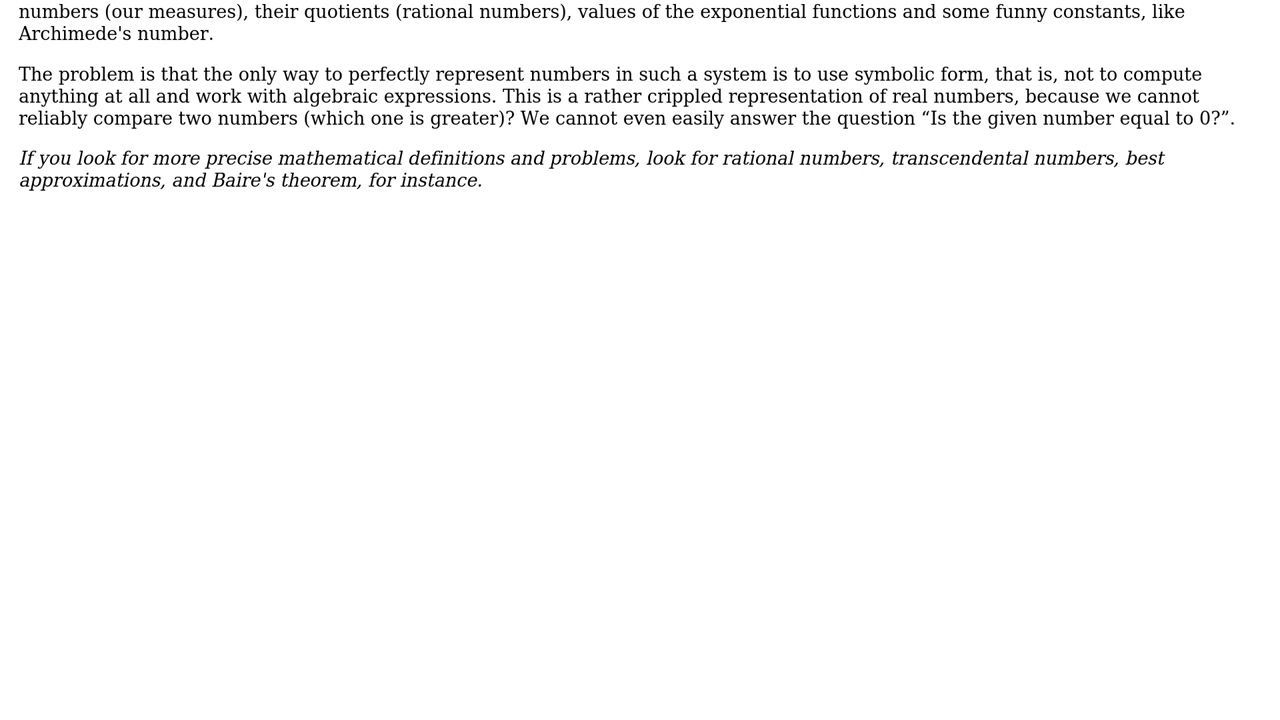 numbers (our measures), their quotients (rational numbers), values of the exponential functions and some funny constants, like
Archimede's number.
The problem is that the only way to perfectly represent numbers in such a system is to use symbolic form, that is, not to compute
anything at all and work with algebraic expressions. This is a rather crippled representation of real numbers, because we cannot
reliably compare two numbers (which one is greater)? We cannot even easily answer the question “Is the given number equal to 0?”.
If you look for more precise mathematical definitions and problems, look for rational numbers, transcendental numbers, best
approximations, and Baire's theorem, for instance.